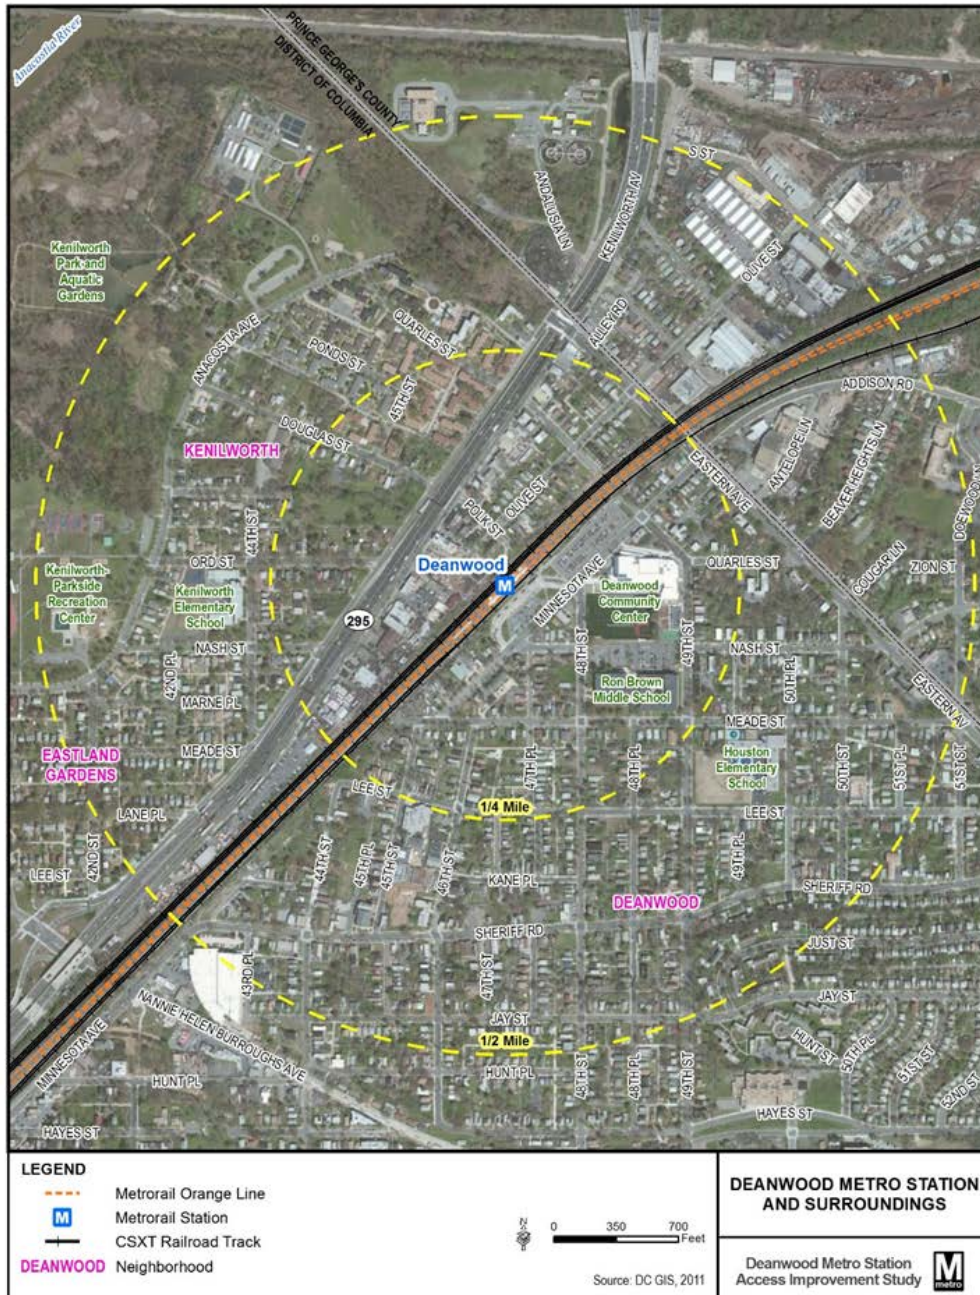 Anacostia River
PRINCE GEORGE'S COUNTY
DISTRICT OF COLUMBIA
S ST
ANDALUSIA LN
KENILWORTH AV
OLIVE ST
Kenilworth
Park and
Aquatic
Gardens
ANACOSTIA AVE
QUARLES ST
PONDS ST
45TH ST
ALLEY RD
ADDISON RD
DOUGLAS ST
KENILWORTH
ANTELOPE LN
BEAVER HEIGHTS LN
EASTERN AVE
OLIVE ST
POLK ST
44TH ST
ORD ST
Deanwood
M
MINNESOTA AVE
QUARLES ST
COUGAR LN
ZION ST
Kenilworth-
Parkside
Recreation
Center
Kenilworth
Elementary
School
Deanwood
Community
Center
295
NASH ST
48TH ST
49TH ST
NASH ST
42ND PL
50TH PL
Ron Brown
Middle School
MARNE PL
EASTERN AV
MEADE ST
MEADE ST
EASTLAND
GARDENS
Houston
Elementary
School
47TH PL
48TH PL
50TH ST
51ST PL
51ST ST
LEE ST
1/4 Mile
LEE ST
LANE PL
42ND ST
LEE ST
44TH ST
45TH PL
45TH ST
46TH ST
49TH PL
KANE PL
SHERIFF RD
DEANWOOD
SHERIFF RD
JUST ST
43RD PL
47TH ST
JAY ST
JAY ST
NANNIE HELEN BURROUGHS AVE
1/2 Mile
MINNESOTA AVE
HUNT PL
HUNT PL
48TH ST
48TH PL
49TH ST
HUNT ST
50TH PL
51ST ST
52ND ST
HAYES ST
HAYES ST
LEGEND
Metrorail Orange Line
M
Metrorail Station
CSXT Railroad Track
DEANWOOD Neighborhood
N
0 350 700
Feet
Source: DC GIS, 2011
DEANWOOD METRO STATION
AND SURROUNDINGS
Deanwood Metro Station
Access Improvement Study
M
metro